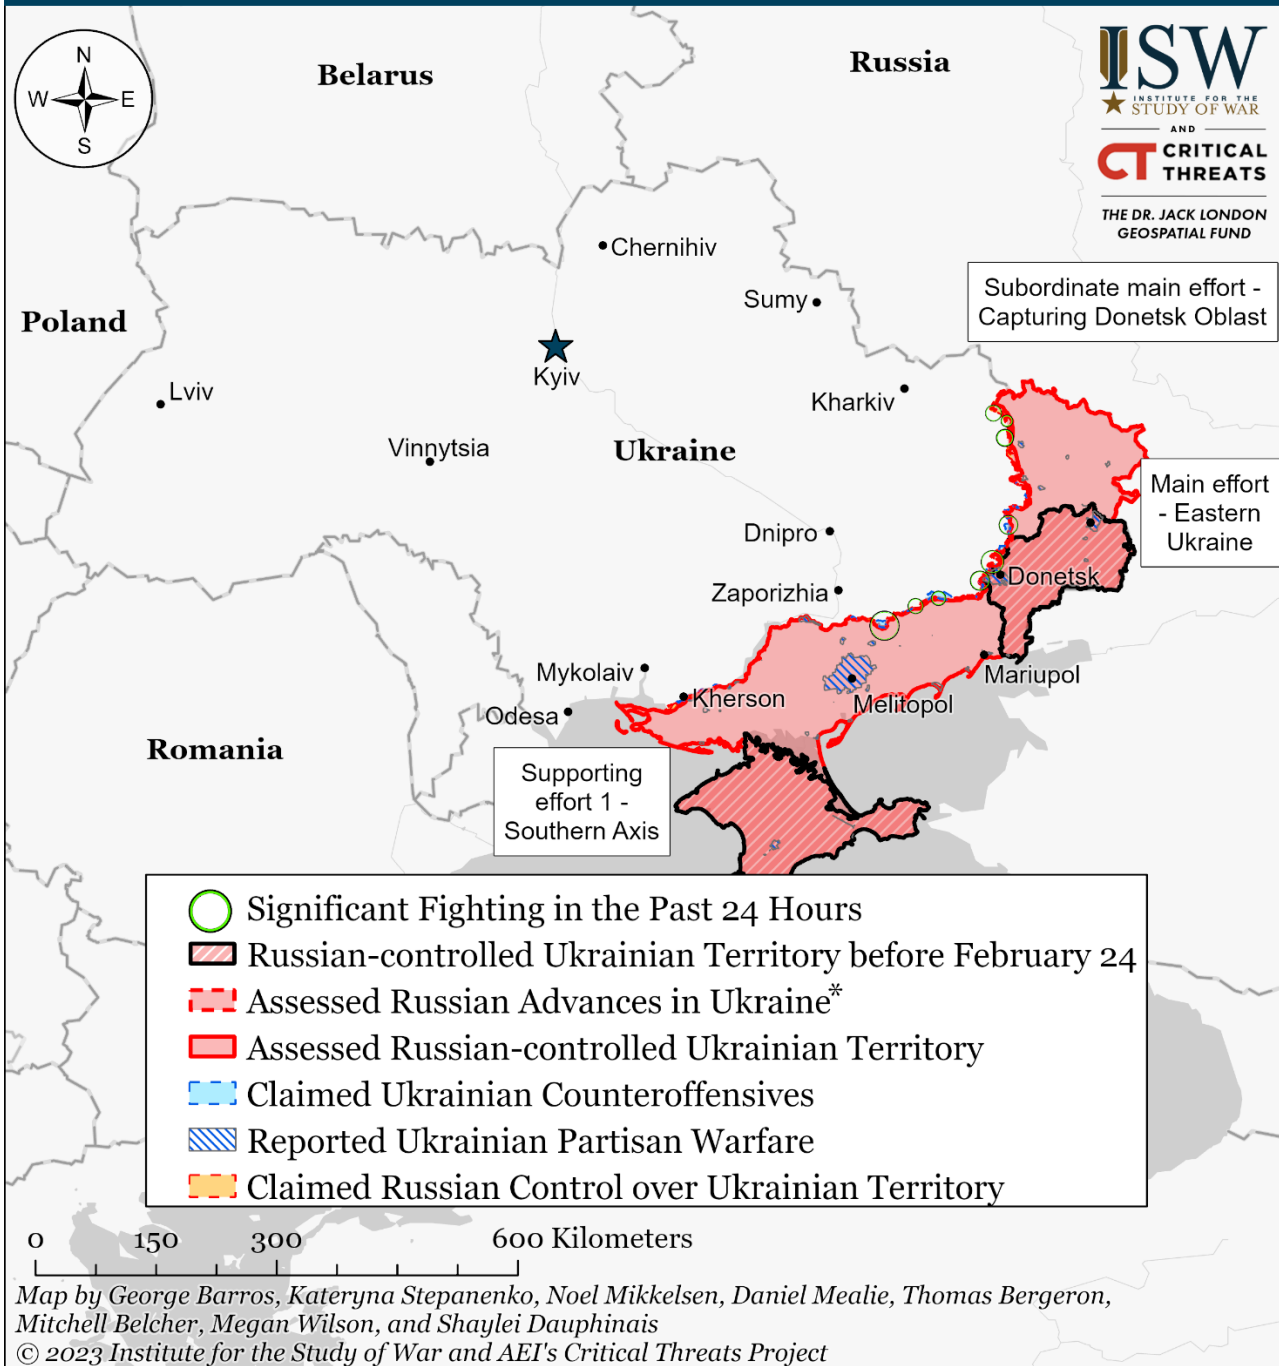 N
W
E
S
Belarus
Russia
ISW
INSTITUTE FOR THE
STUDY OF WAR
AND
CT CRITICAL
THREATS
THE DR. JACK LONDON
GEOSPATIAL FUND
Chernihiv
Sumy
Subordinate main effort -
Capturing Donetsk Oblast
Poland
Kyiv
Lviv
Kharkiv
Vinnytsia
Ukraine
Main effort
- Eastern
Ukraine
Dnipro
Donetsk
Zaporizhia
Mykolaiv
Mariupol
Kherson
Melitopol
Odesa
Romania
Supporting
effort 1 -
Southern Axis
Significant Fighting in the Past 24 Hours
Russian-controlled Ukrainian Territory before February 24
Assessed Russian Advances in Ukraine*
Assessed Russian-controlled Ukrainian Territory
Claimed Ukrainian Counteroffensives
Reported Ukrainian Partisan Warfare
Claimed Russian Control over Ukrainian Territory
0 150 300 600 Kilometers
Map by George Barros, Kateryna Stepanenko, Noel Mikkelsen, Daniel Mealie, Thomas Bergeron,
Mitchell Belcher, Megan Wilson, and Shaylei Dauphinais
© 2023 Institute for the Study of War and AEI's Critical Threats Project